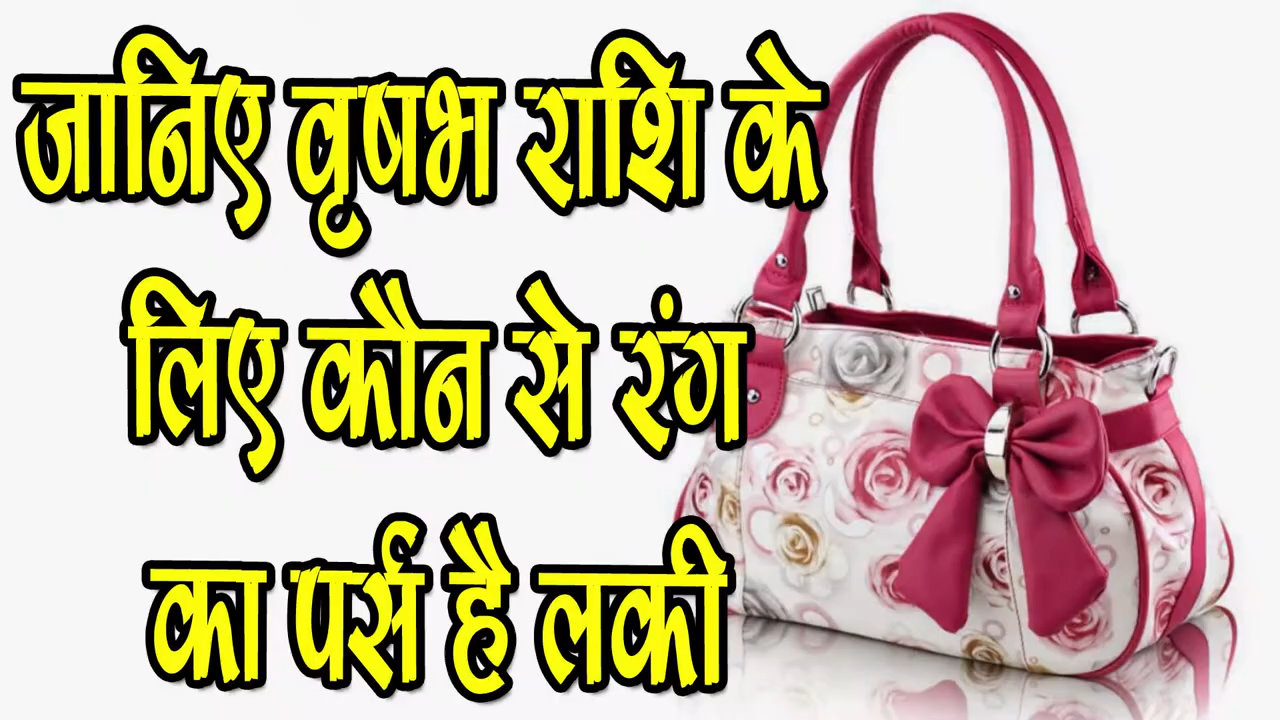 जानिए वृषभ राशि के
लिए कौन से रंग
का पर्स है लकी